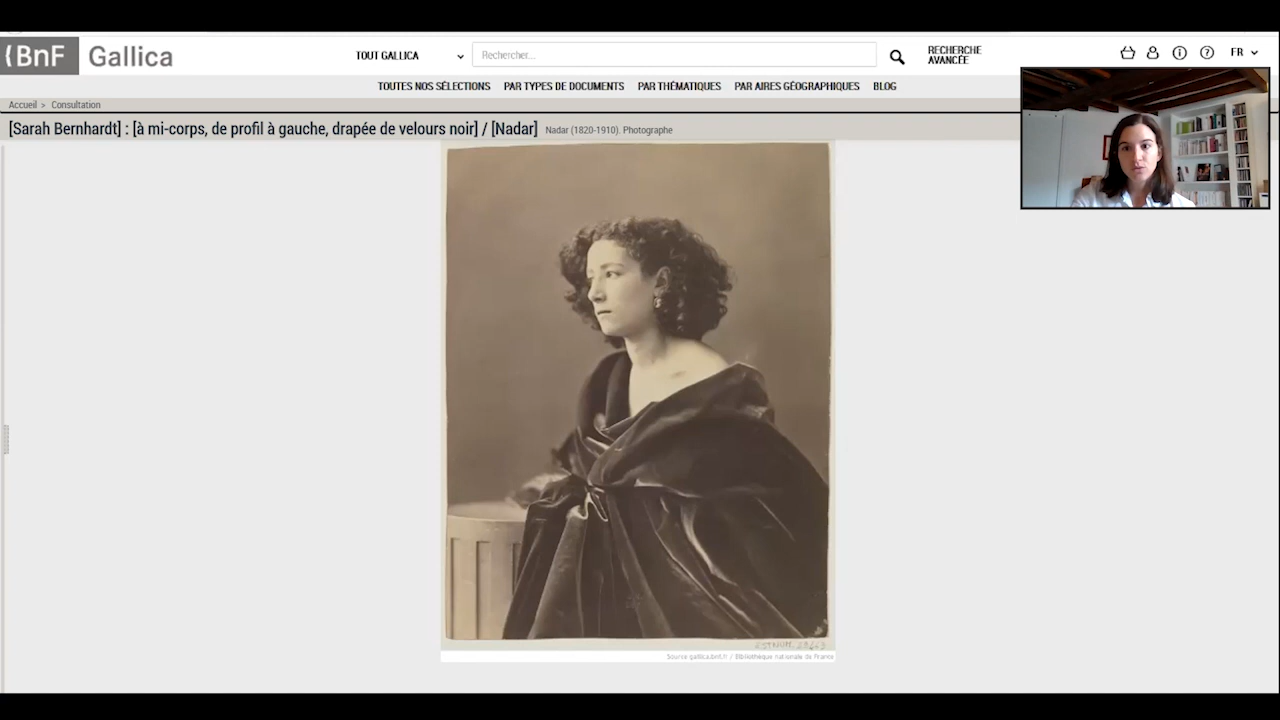 BnF Gallica
TOUT GALLICA
Rechercher...
RECHERCHE
AVANCÉE
FR
TOUTES NOS SÉLECTIONS PAR TYPES DE DOCUMENTS PAR THÉMATIQUES PAR AIRES GÉOGRAPHIQUES BLOG
Accueil > Consultation
[Sarah Bernhardt] : [à mi-corps, de profil à gauche, drapée de velours noir] / [Nadar] Nadar (1820-1910). Photographe
Source gallica.bnf.fr / Bibliothèque nationale de France